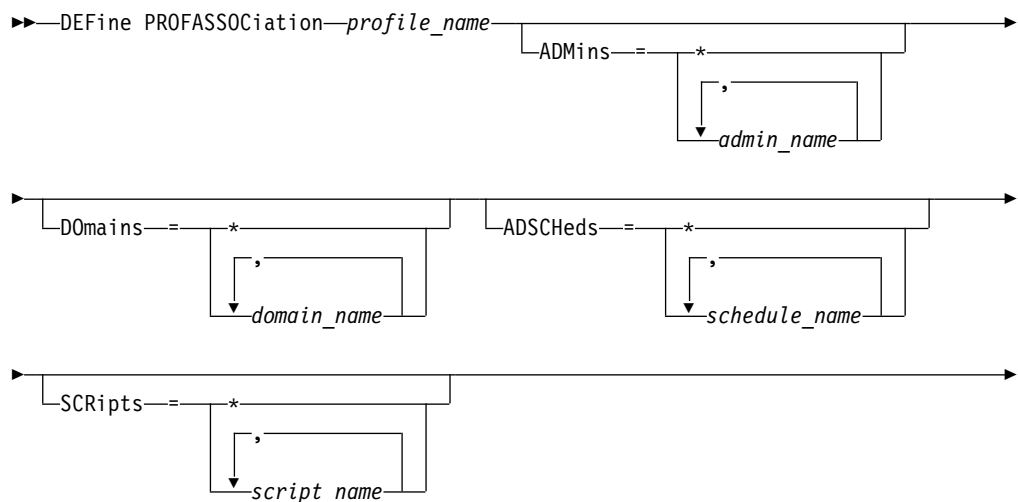 DEFine PROFASSOCiation profile_name
ADMins = *
,
admin_name
DOmains = *
,
domain_name
ADSCHeds = *
,
schedule_name
SCRipts = *
,
script_name